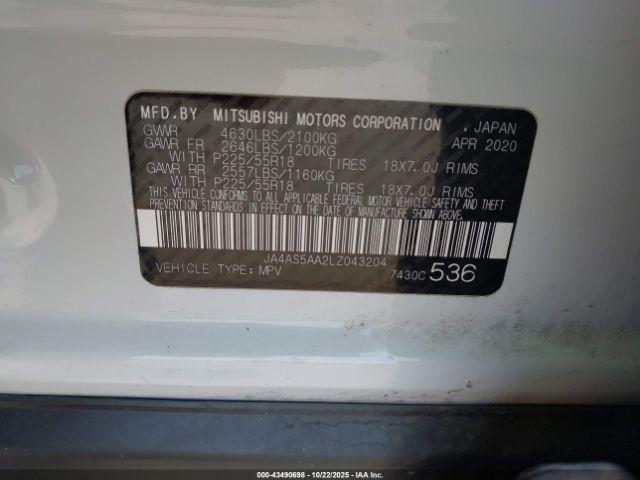 MFD.BY MITSUBISHI MOTORS CORPORATION , JAPAN
GVWR 4630LBS/2100KG APR 2020
GAWR FR 2646LBS/1200KG
WITH P225/55R18 TIRES 18X7.0J RIMS
GAWR RR 2557LBS/1160KG
WITH P225/55R18 TIRES 18X7.0J RIMS
THIS VEHICLE CONFORMS TO ALL APPLICABLE FEDERAL MOTOR VEHICLE SAFETY, BUMPER, AND THEFT
PREVENTION STANDARDS IN EFFECT ON THE DATE OF MANUFACTURE SHOWN ABOVE.
JA4AS5AA2LZ043204
VEHICLE TYPE:MPV 7430C 536
000-43490698 - 10/22/2025 - IAA Inc.